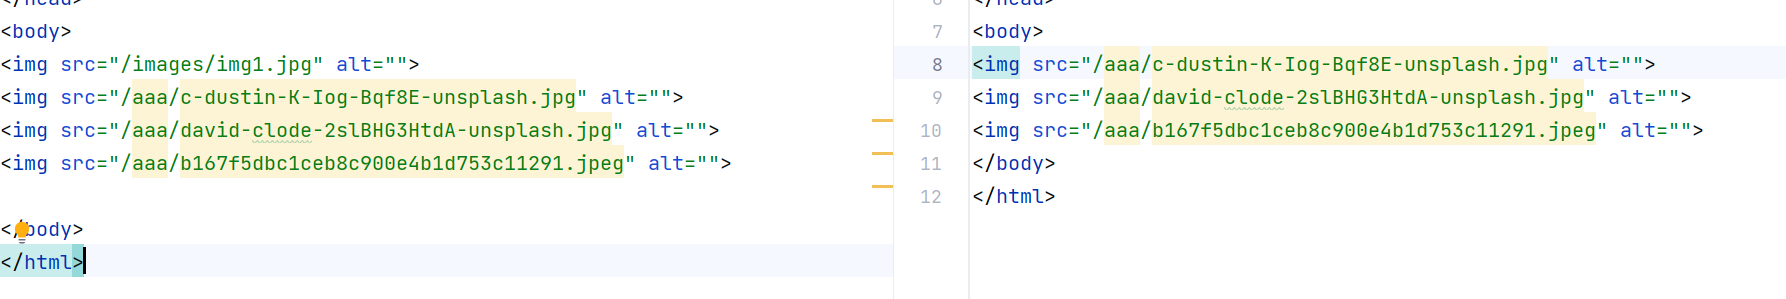 </head>
<body>
<img src="/images/img1.jpg" alt="">
<img src="/aaa/c-dustin-K-Iog-Bqf8E-unsplash.jpg" alt="">
<img src="/aaa/david-clode-2slBHG3HtdA-unsplash.jpg" alt="">
<img src="/aaa/b167f5dbc1ceb8c900e4b1d753c11291.jpeg" alt="">
</body>
</html>
6 </head>
7 <body>
8 <img src="/aaa/c-dustin-K-Iog-Bqf8E-unsplash.jpg" alt="">
9 <img src="/aaa/david-clode-2slBHG3HtdA-unsplash.jpg" alt="">
10 <img src="/aaa/b167f5dbc1ceb8c900e4b1d753c11291.jpeg" alt="">
11 </body>
12 </html>